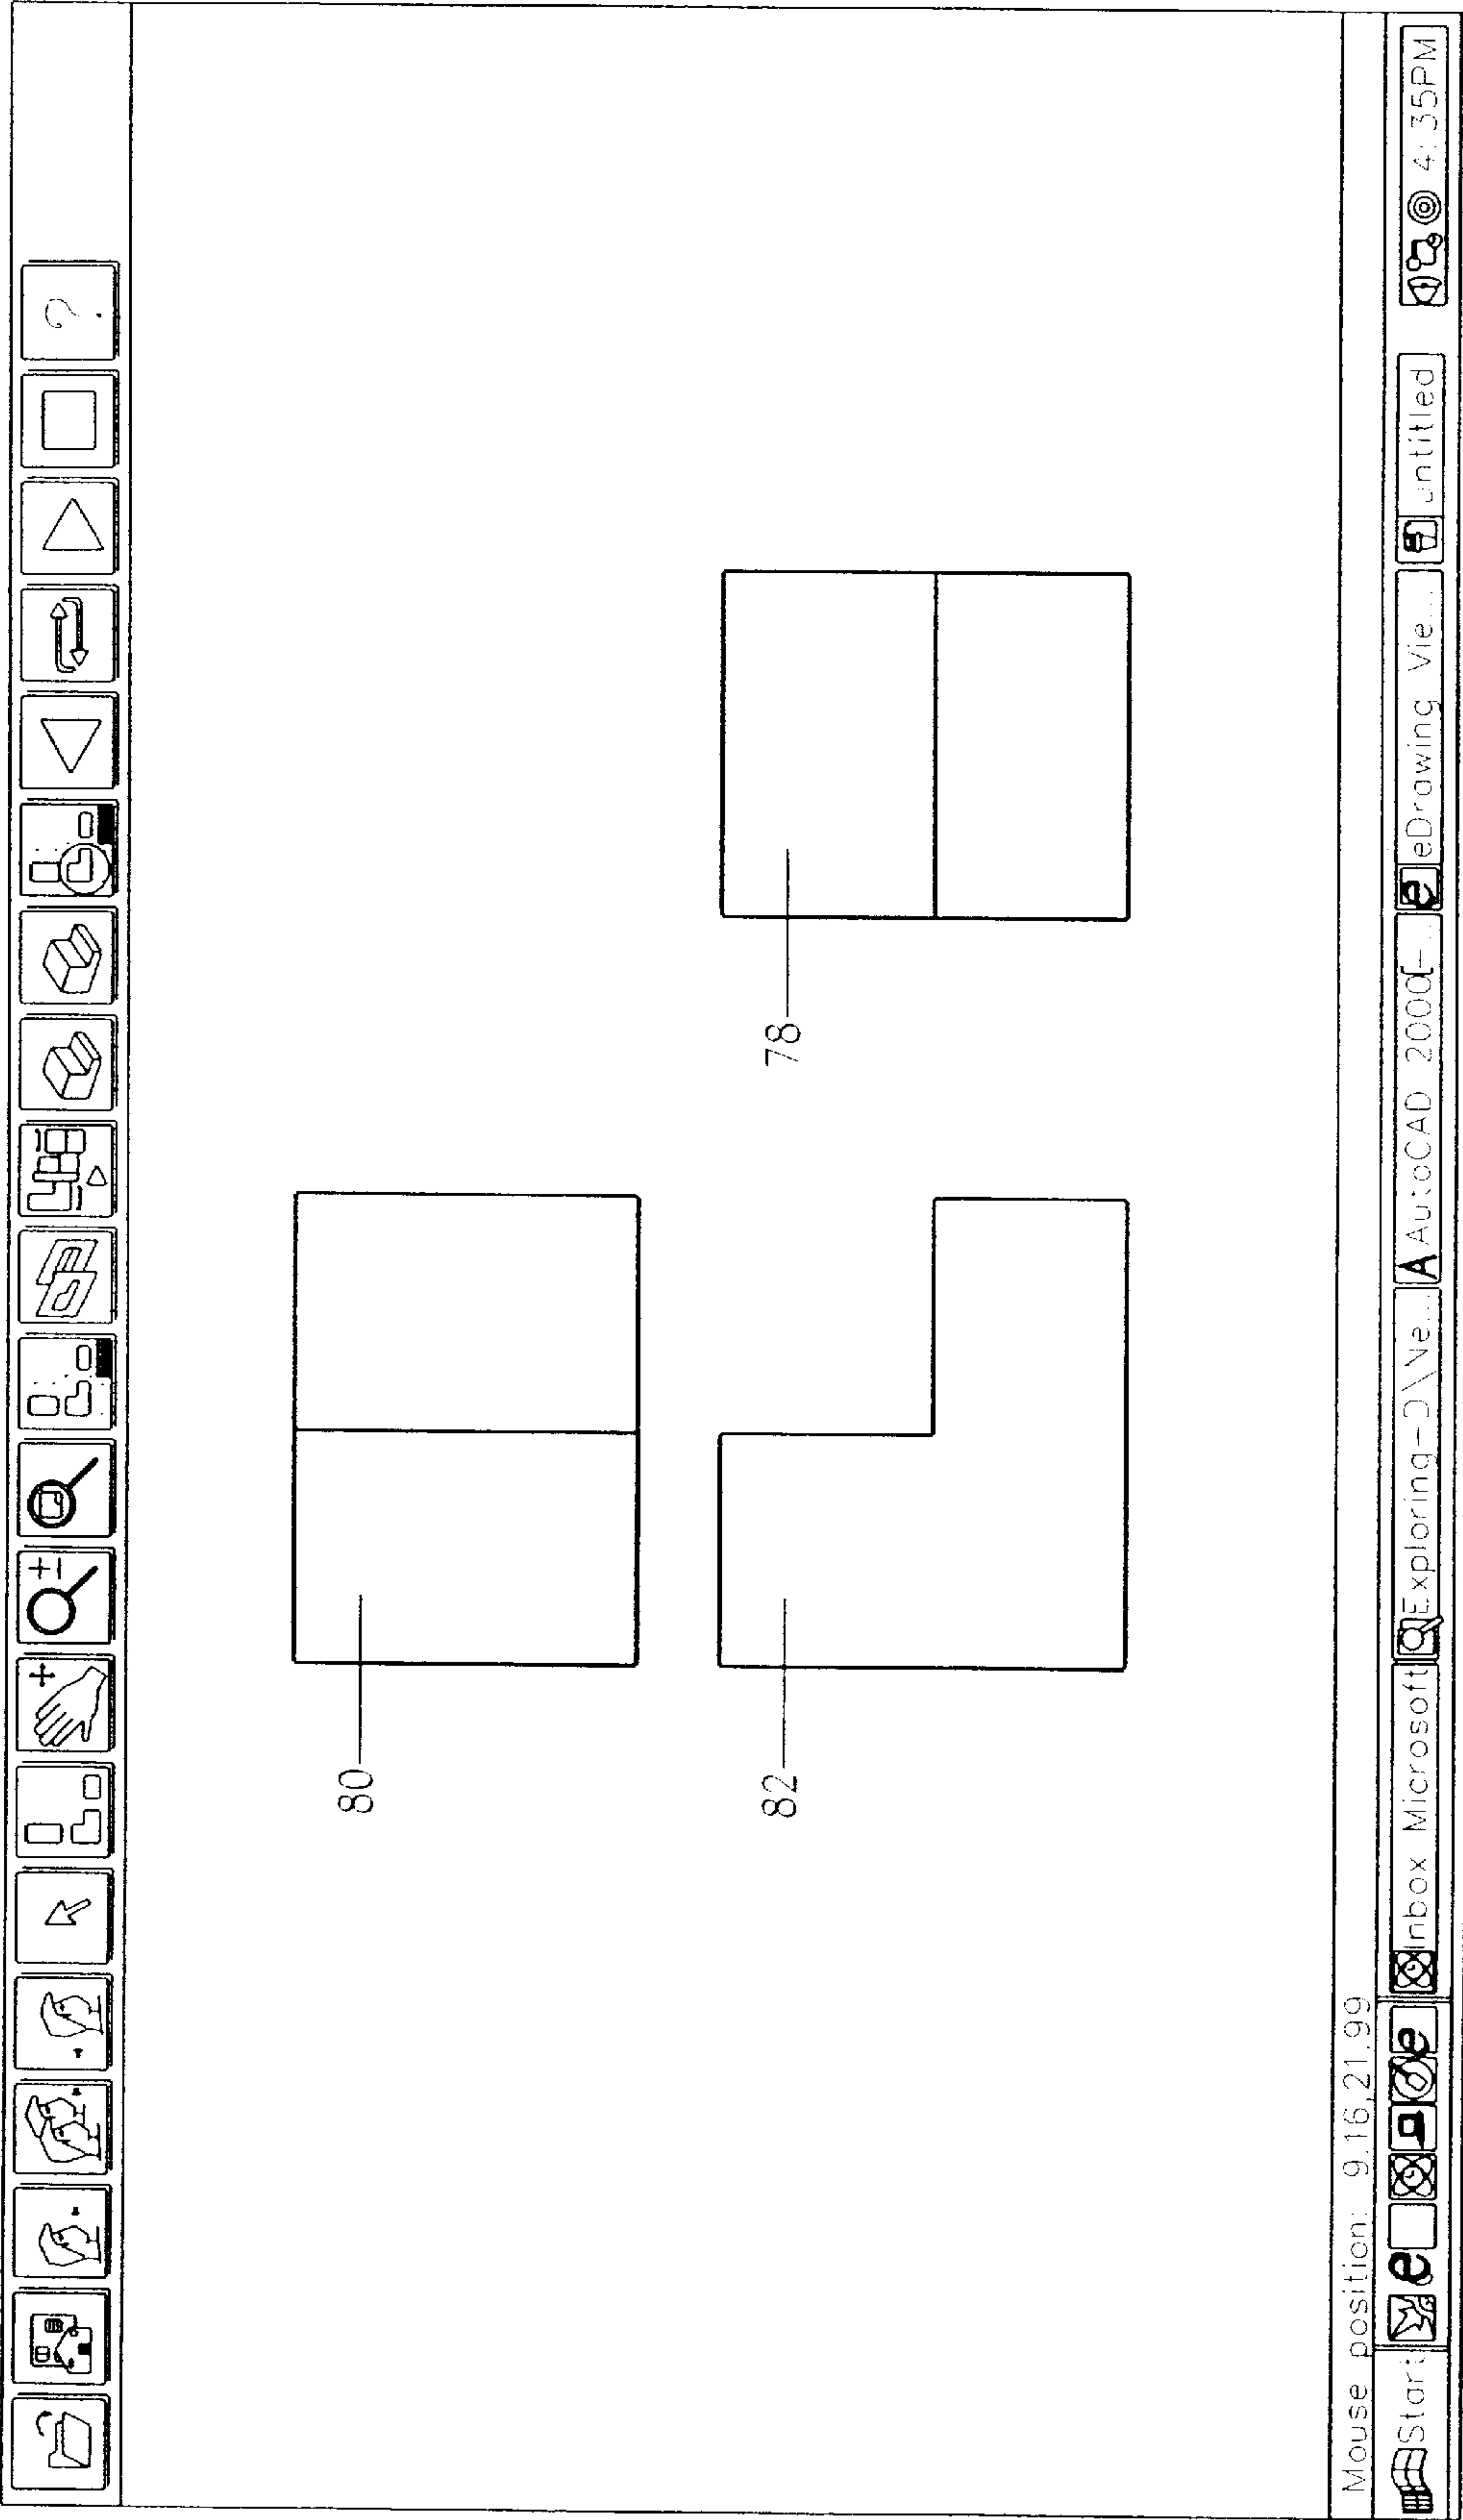 ?
80
82
78
Mouse position: 9.16,21.99
Start
Inbox Microsoft
Exploring-D\Ne...
A AutoCAD 2000[-...
e eDrawing Vie...
untitled
4:35PM